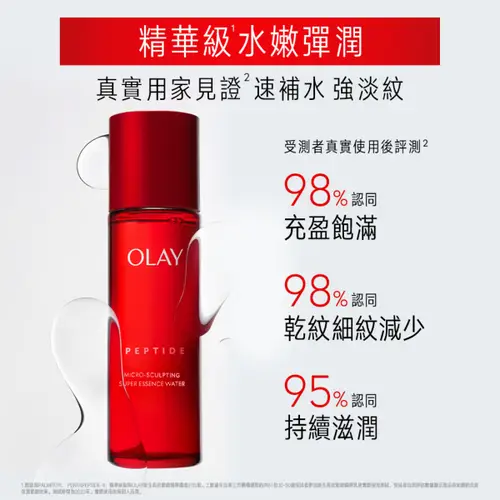 精華級1水嫩彈潤
真實用家見證2速補水 強淡紋
受測者真實使用後評測2
98%認同
充盈飽滿
98%認同
乾紋細紋減少
95%認同
持續滋潤
OLAY
PEPTIDE
MICRO-SCULPTING
SUPER ESSENCE WATER